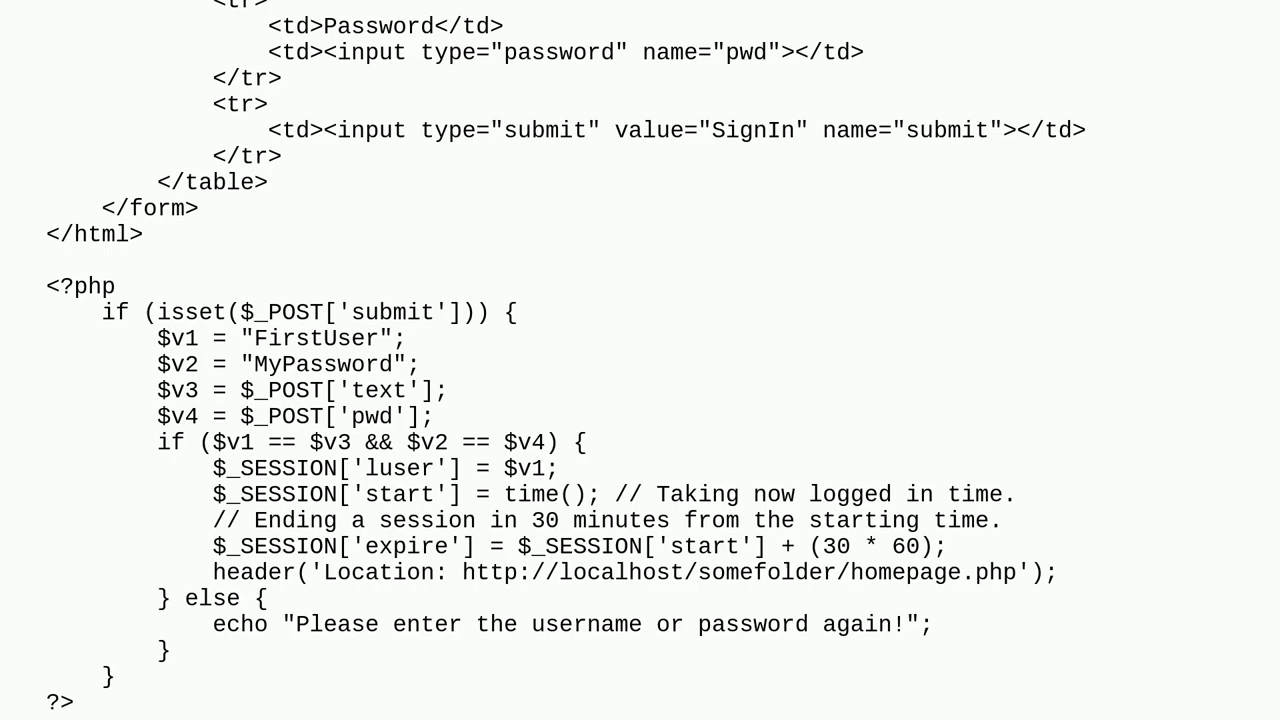 <tr>
<td>Password</td>
<td><input type="password" name="pwd"></td>
</tr>
<tr>
<td><input type="submit" value="SignIn" name="submit"></td>
</tr>
</table>
</form>
</html>
<?php
if (isset($_POST['submit'])) {
$v1 = "FirstUser";
$v2 = "MyPassword";
$v3 = $_POST['text'];
$v4 = $_POST['pwd'];
if ($v1 == $v3 && $v2 == $v4) {
$_SESSION['luser'] = $v1;
$_SESSION['start'] = time(); // Taking now logged in time.
// Ending a session in 30 minutes from the starting time.
$_SESSION['expire'] = $_SESSION['start'] + (30 * 60);
header('Location: http://localhost/somefolder/homepage.php');
} else {
echo "Please enter the username or password again!";
}
}
?>